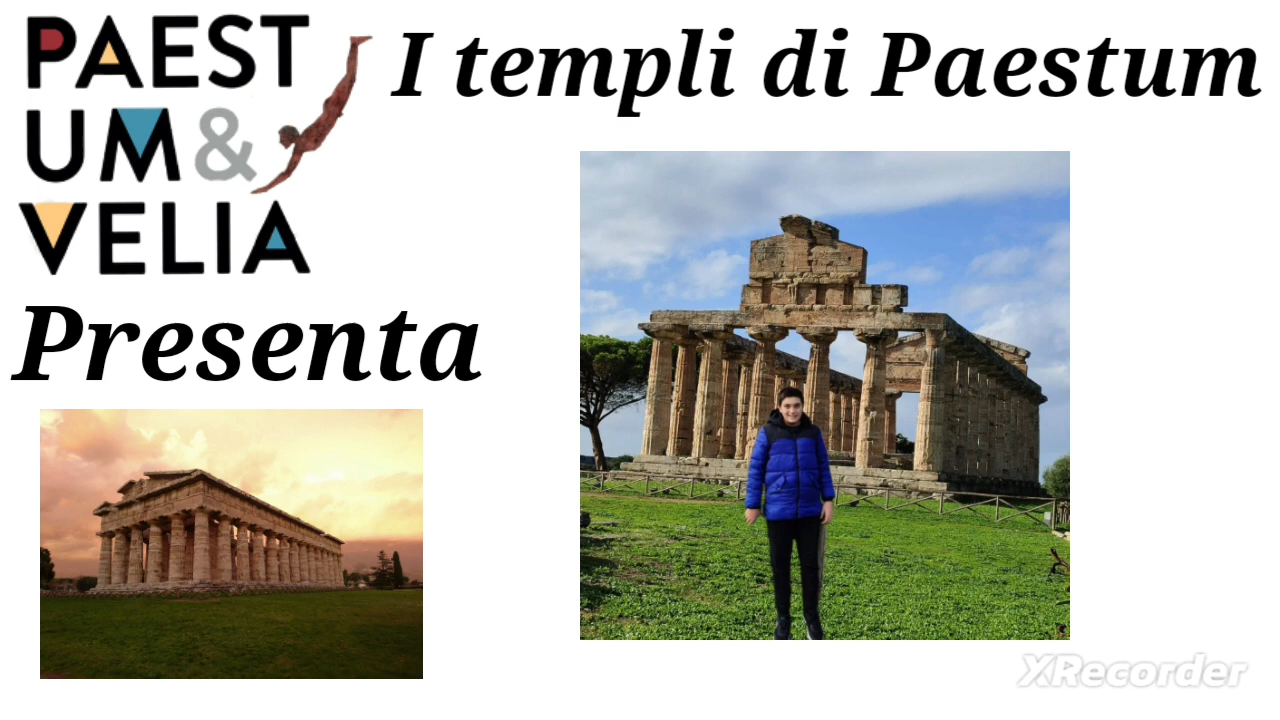 PAEST
UM&
VELIA
I templi di Paestum
Presenta
XRecorder